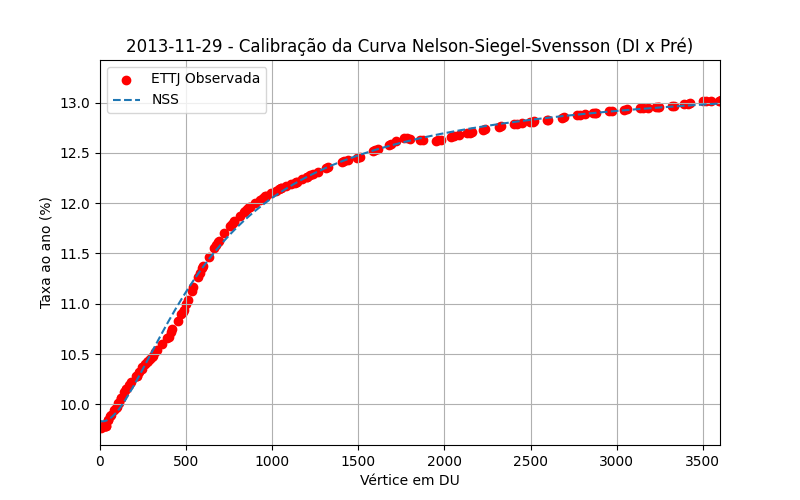 2013-11-29 - Calibração da Curva Nelson-Siegel-Svensson (DI x Pré)
ETTJ Observada
NSS
Taxa ao ano (%)
13.0
12.5
12.0
11.5
11.0
10.5
10.0
0 500 1000 1500 2000 2500 3000 3500
Vértice em DU